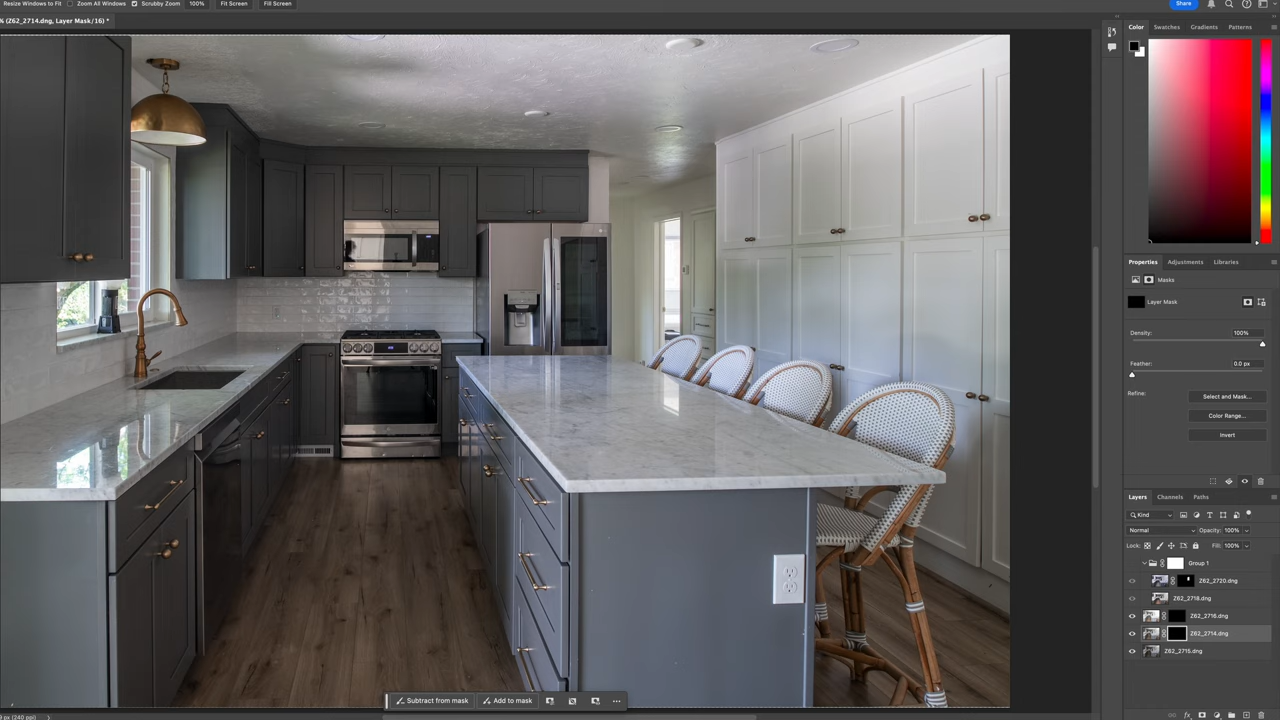 Resize Windows to Fit Zoom All Windows Scrubby Zoom 100% Fit Screen Fill Screen Share
% (Z62_2714.dng, Layer Mask/16) *
Color Swatches Gradients Patterns
Properties Adjustments Libraries
Masks
Layer Mask
Density: 100%
Feather: 0.0 px
Refine: Select and Mask...
Color Range...
Invert
Layers Channels Paths
Kind
Normal Opacity: 100%
Lock: Fill: 100%
Group 1
Z62_2720.dng
Z62_2718.dng
Z62_2716.dng
Z62_2714.dng
Z62_2715.dng
Subtract from mask Add to mask
px (240 ppi)